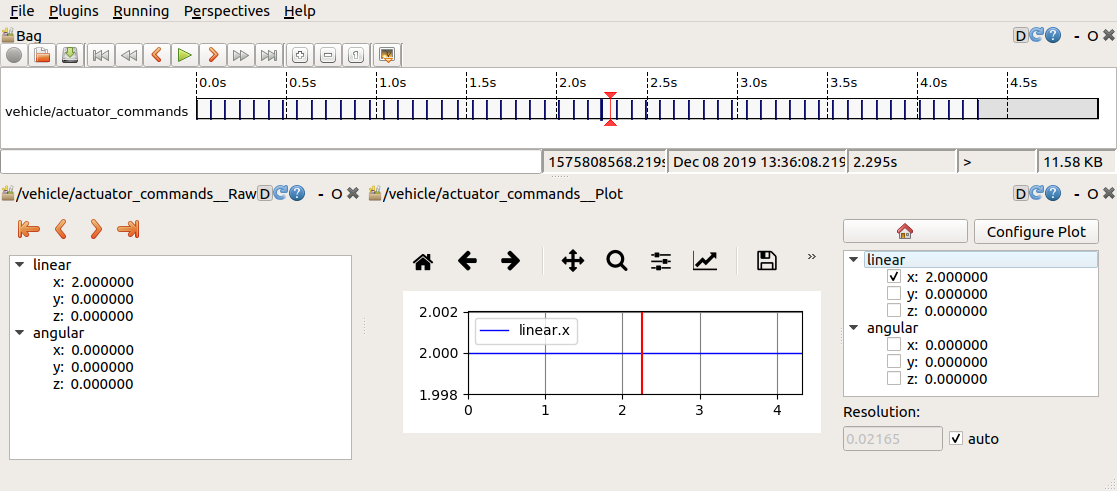 File Plugins Running Perspectives Help
Bag D - O
0.0s 0.5s 1.0s 1.5s 2.0s 2.5s 3.0s 3.5s 4.0s 4.5s
vehicle/actuator_commands
1575808568.219s Dec 08 2019 13:36:08.219 2.295s > 11.58 KB
/vehicle/actuator_commands__Raw D - O
/vehicle/actuator_commands__Plot D - O
Configure Plot
linear
x: 2.000000
y: 0.000000
z: 0.000000
angular
x: 0.000000
y: 0.000000
z: 0.000000
»
2.002
2.000
1.998
linear.x
0 1 2 3 4
linear
x: 2.000000
y: 0.000000
z: 0.000000
angular
x: 0.000000
y: 0.000000
z: 0.000000
Resolution:
0.02165 auto